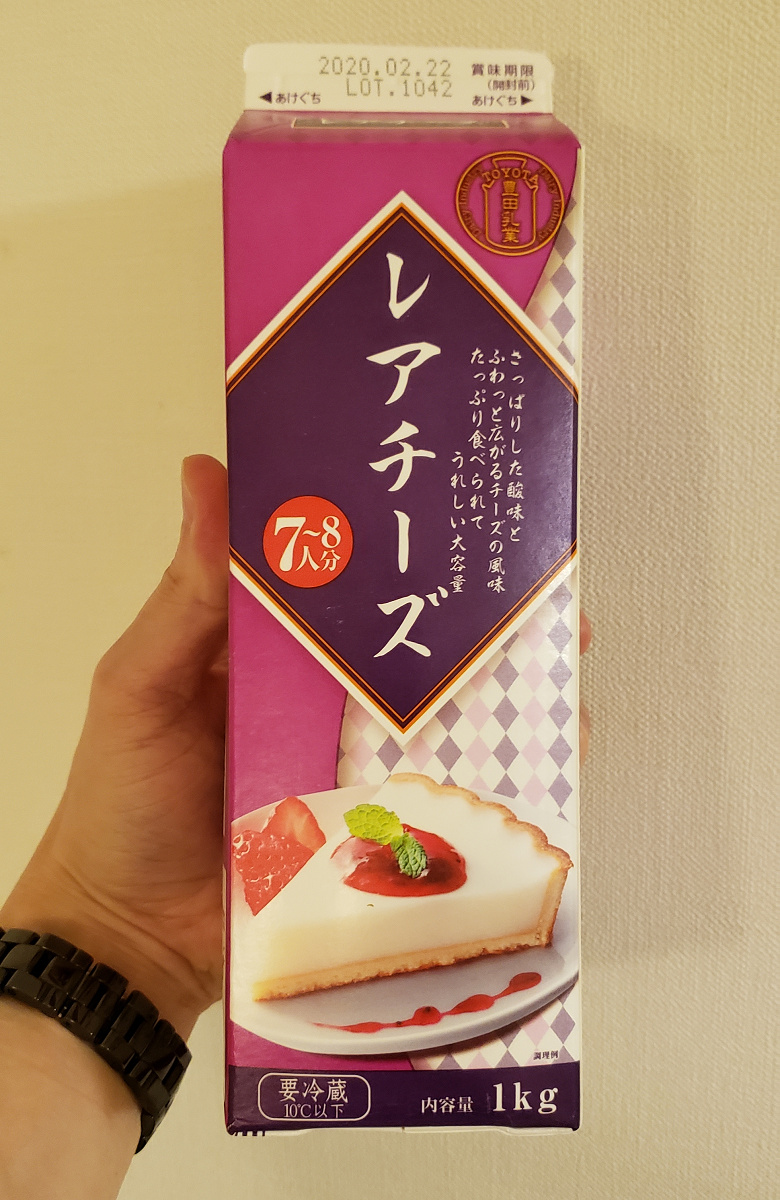 2020.02.22
LOT.1042
賞味期限
(開封前)
◀あけぐち
あけぐち▶
TOYOTA
豊田乳業
Dairy Industry
レアチーズ
さっぱりした酸味と
ふわっと広がるチーズの風味
たっぷり食べられて
うれしい大容量
7~8
人分
調理例
要冷蔵
10℃以下
内容量 1kg